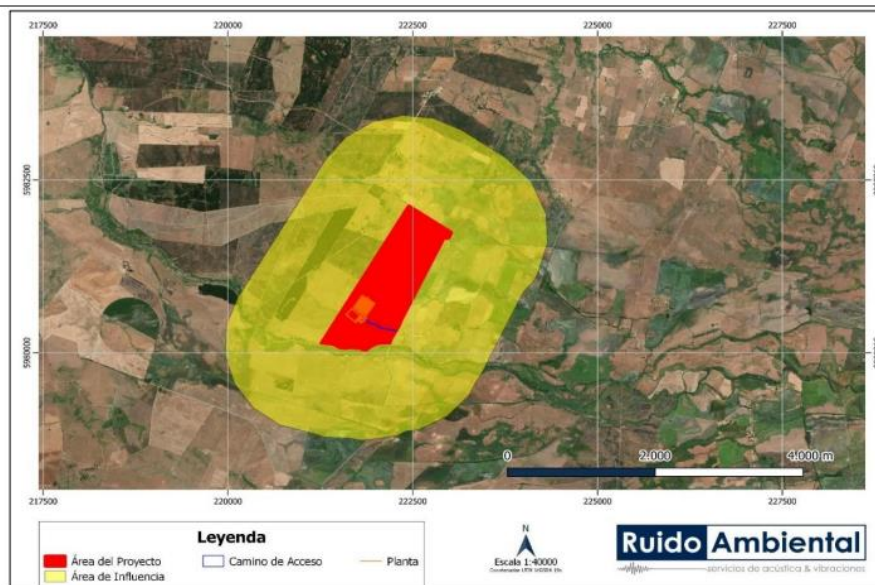 217500 220000 222500 225000 227500
5982500
5980000
0 2.000 4.000 m
217500 220000 222500 225000 227500
Leyenda
Área del Proyecto Camino de Acceso Planta
Área de Influencia
N
Escala 1:40000
Ruido Ambiental
servicios de acústica & vibraciones